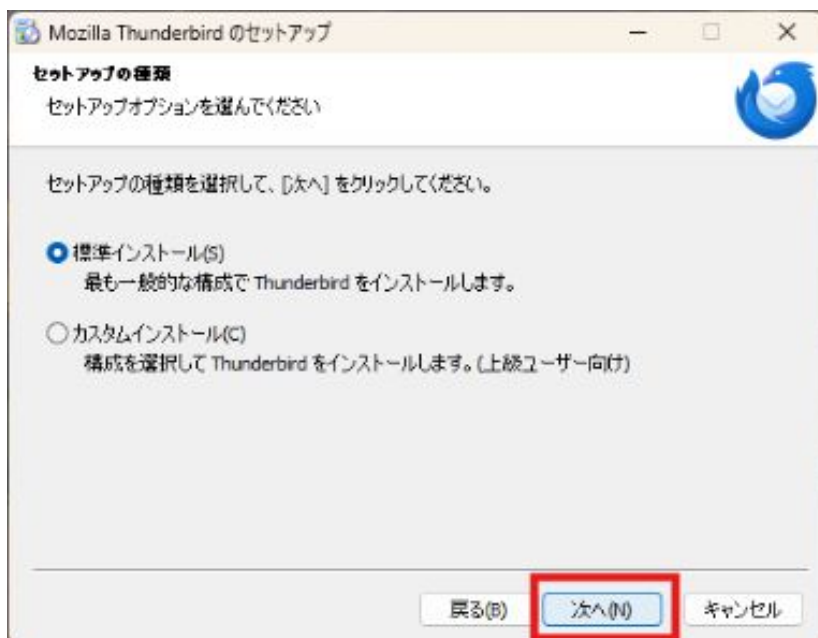 Mozilla Thunderbird のセットアップ
セットアップの種類
セットアップオプションを選んでください
セットアップの種類を選択して、[次へ] をクリックしてください。
標準インストール(S)
最も一般的な構成で Thunderbird をインストールします。
カスタムインストール(C)
構成を選択して Thunderbird をインストールします。(上級ユーザー向け)
戻る(B) 次へ(N) キャンセル